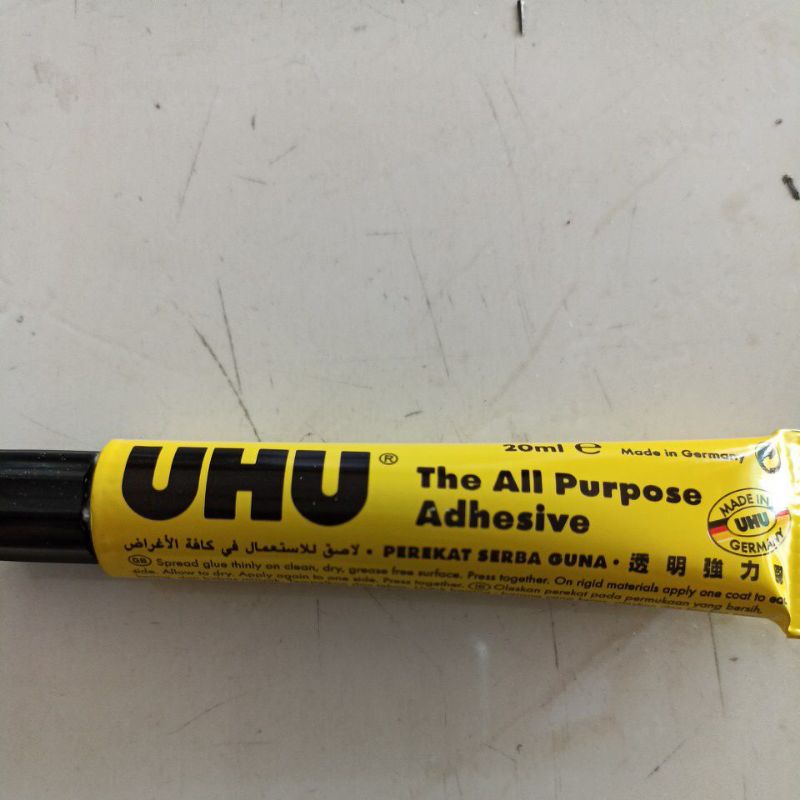 UHU®
20ml ℮ Made in Germany
The All Purpose
Adhesive
MADE IN
UHU
GERMANY
لاصق للاستعمال في كافة الأغراض • PEREKAT SERBA GUNA • 透明強力
GB Spread glue thinly on clean, dry, grease free surface. Press together. On rigid materials apply one coat to
side. Allow to dry. Apply again to one side. Press together. Oleskan perekat pada permukaan yang bersih,